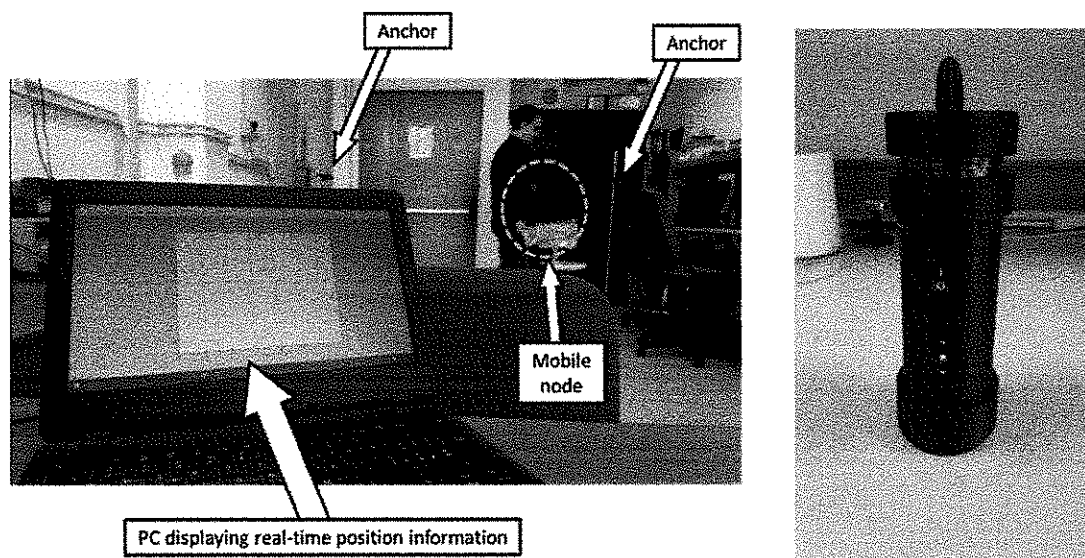 Anchor
Anchor
Mobile
node
PC displaying real-time position information